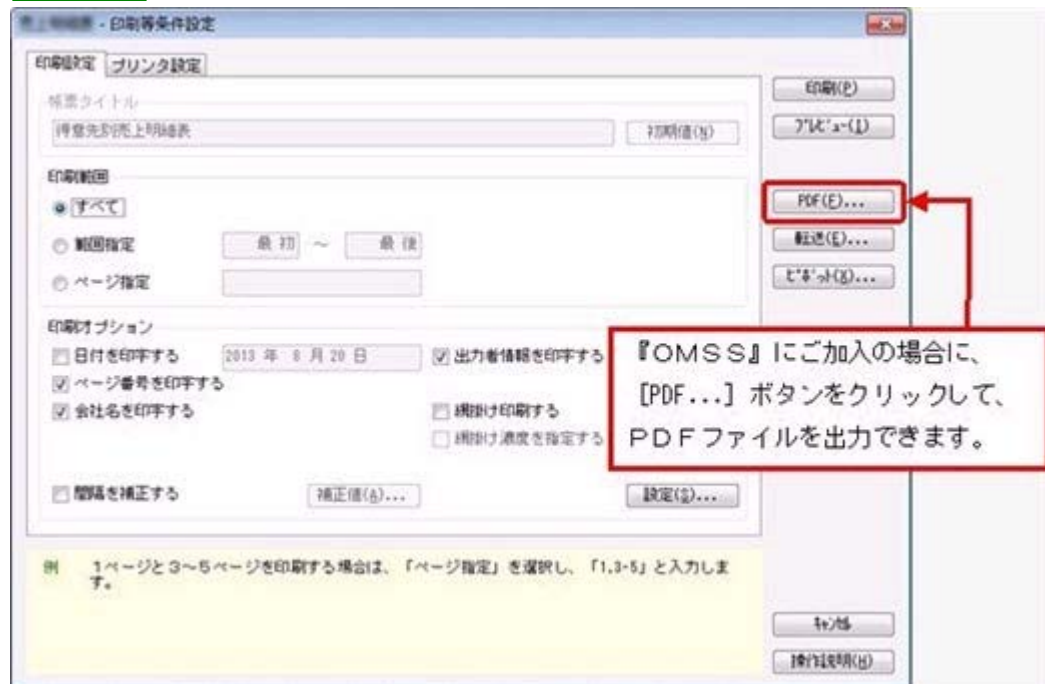 - 印刷等条件設定
印刷設定 プリンタ設定
帳票タイトル
得意先別売上明細表 初期値(N)
印刷(P)
ﾌﾟﾚﾋﾞｭｰ(I)
印刷範囲
すべて
PDF(F)...
範囲指定 最初 ～ 最後
転送(E)...
ページ指定
ﾋﾟﾎﾞｯﾄ(X)...
印刷オプション
日付を印字する 2013 年 8 月 20 日 出力者情報を印字する
ページ番号を印字する
会社名を印字する 網掛け印刷する
網掛け濃度を指定する
『ＯＭＳＳ』にご加入の場合に、
[PDF...] ボタンをクリックして、
ＰＤＦファイルを出力できます。
間隔を補正する 補正値(A)... 設定(S)...
例 1ページと3～5ページを印刷する場合は、「ページ指定」を選択し、「1,3-5」と入力しま
す。
ｷｬﾝｾﾙ
操作説明(H)